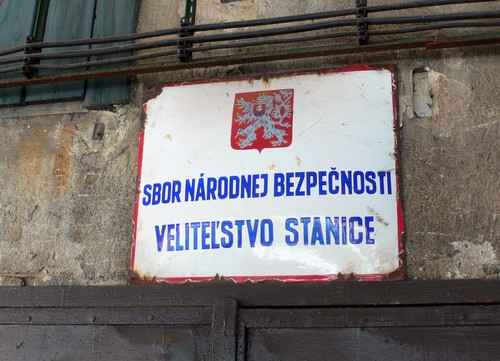 SBOR NÁRODNEJ BEZPEČNOSTI
VELITEĽSTVO STANICE